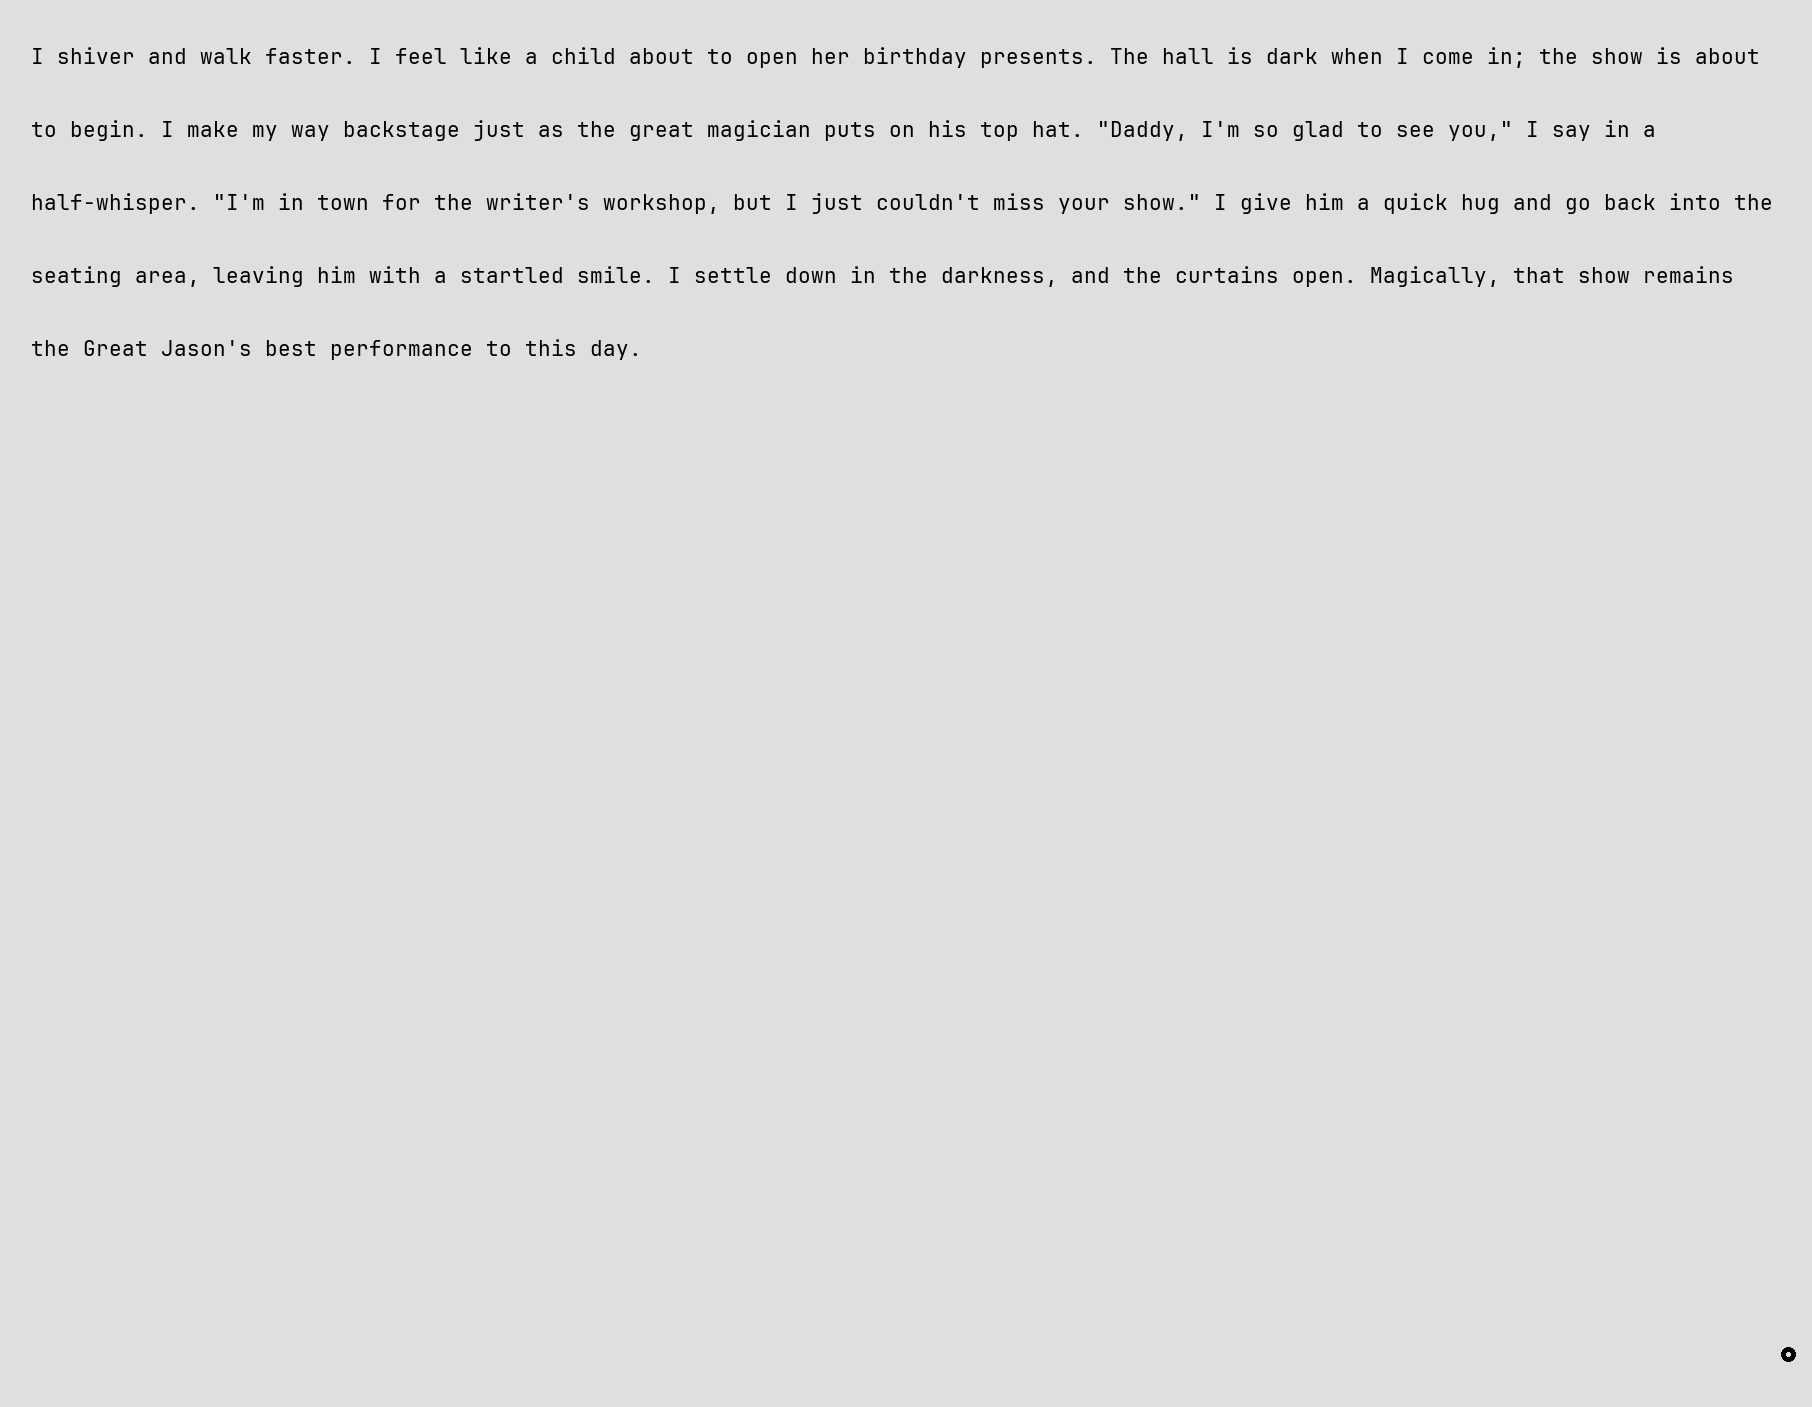 I shiver and walk faster. I feel like a child about to open her birthday presents. The hall is dark when I come in; the show is about
to begin. I make my way backstage just as the great magician puts on his top hat. "Daddy, I'm so glad to see you," I say in a
half-whisper. "I'm in town for the writer's workshop, but I just couldn't miss your show." I give him a quick hug and go back into the
seating area, leaving him with a startled smile. I settle down in the darkness, and the curtains open. Magically, that show remains
the Great Jason's best performance to this day.